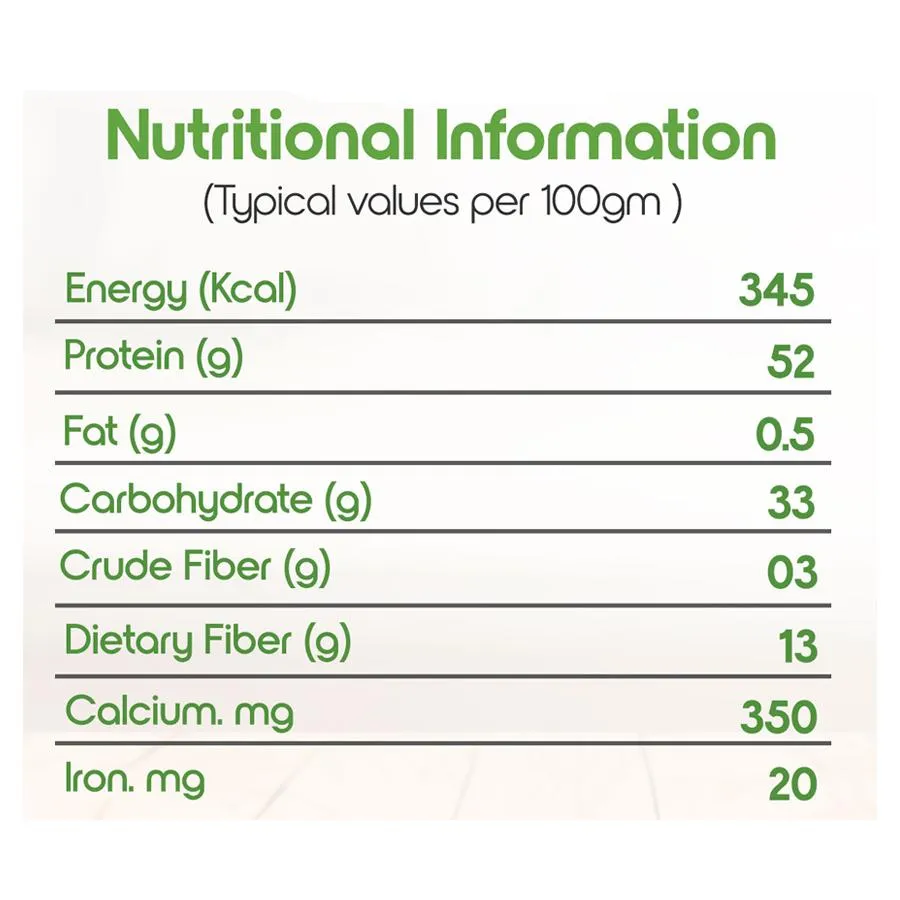 Nutritional Information
(Typical values per 100gm )
Energy (Kcal) 345
Protein (g) 52
Fat (g) 0.5
Carbohydrate (g) 33
Crude Fiber (g) 03
Dietary Fiber (g) 13
Calcium. mg 350
Iron. mg 20